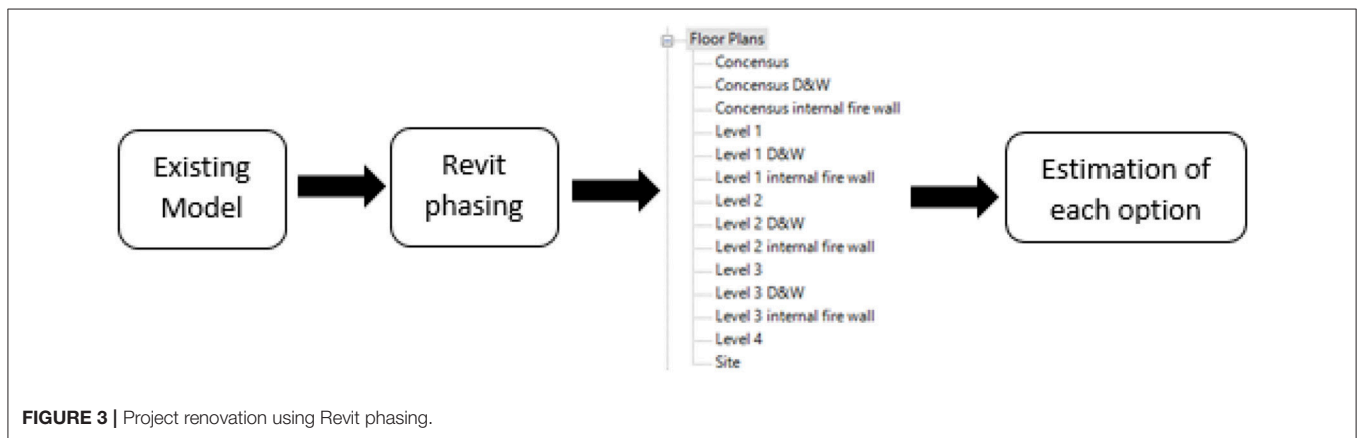 Existing
Model
Revit
phasing
Floor Plans
Concensus
Concensus D&W
Concensus internal fire wall
Level 1
Level 1 D&W
Level 1 internal fire wall
Level 2
Level 2 D&W
Level 2 internal fire wall
Level 3
Level 3 D&W
Level 3 internal fire wall
Level 4
Site
Estimation of
each option
FIGURE 3 | Project renovation using Revit phasing.